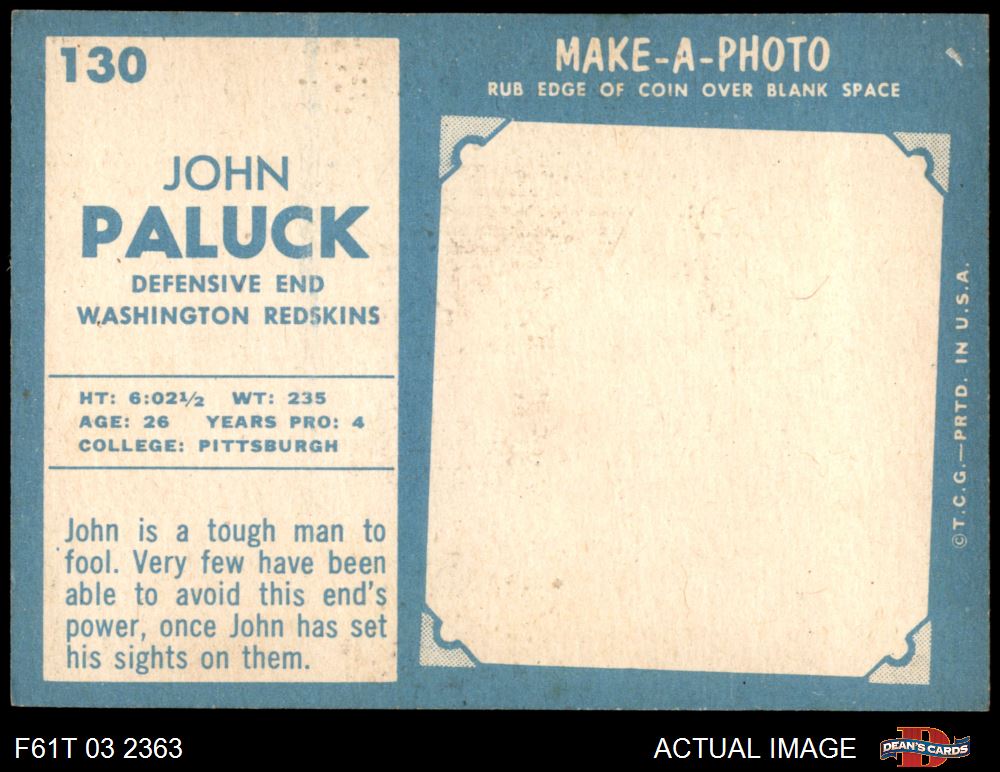 130
JOHN
PALUCK
DEFENSIVE END
WASHINGTON REDSKINS
HT: 6:02½ WT: 235
AGE: 26 YEARS PRO: 4
COLLEGE: PITTSBURGH
John is a tough man to
fool. Very few have been
able to avoid this end's
power, once John has set
his sights on them.
MAKE-A-PHOTO
RUB EDGE OF COIN OVER BLANK SPACE
©T.C.G.—PRTD. IN U.S.A.
F61T 03 2363
ACTUAL IMAGE
D
DEAN'S CARDS